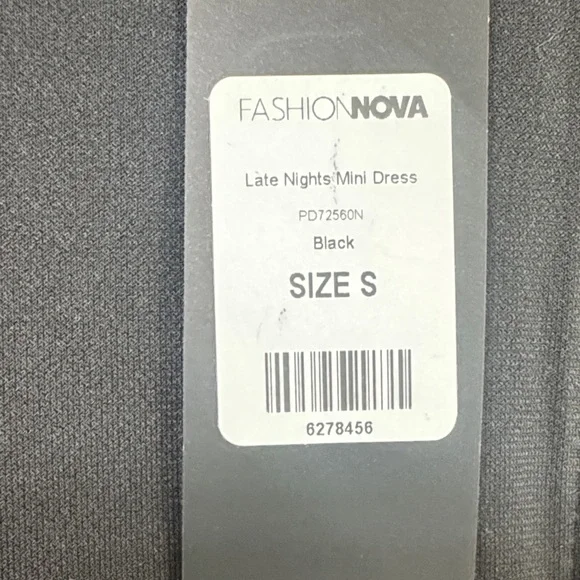 FASHIONNOVA
Late Nights Mini Dress
PD72560N
Black
SIZE S
6278456